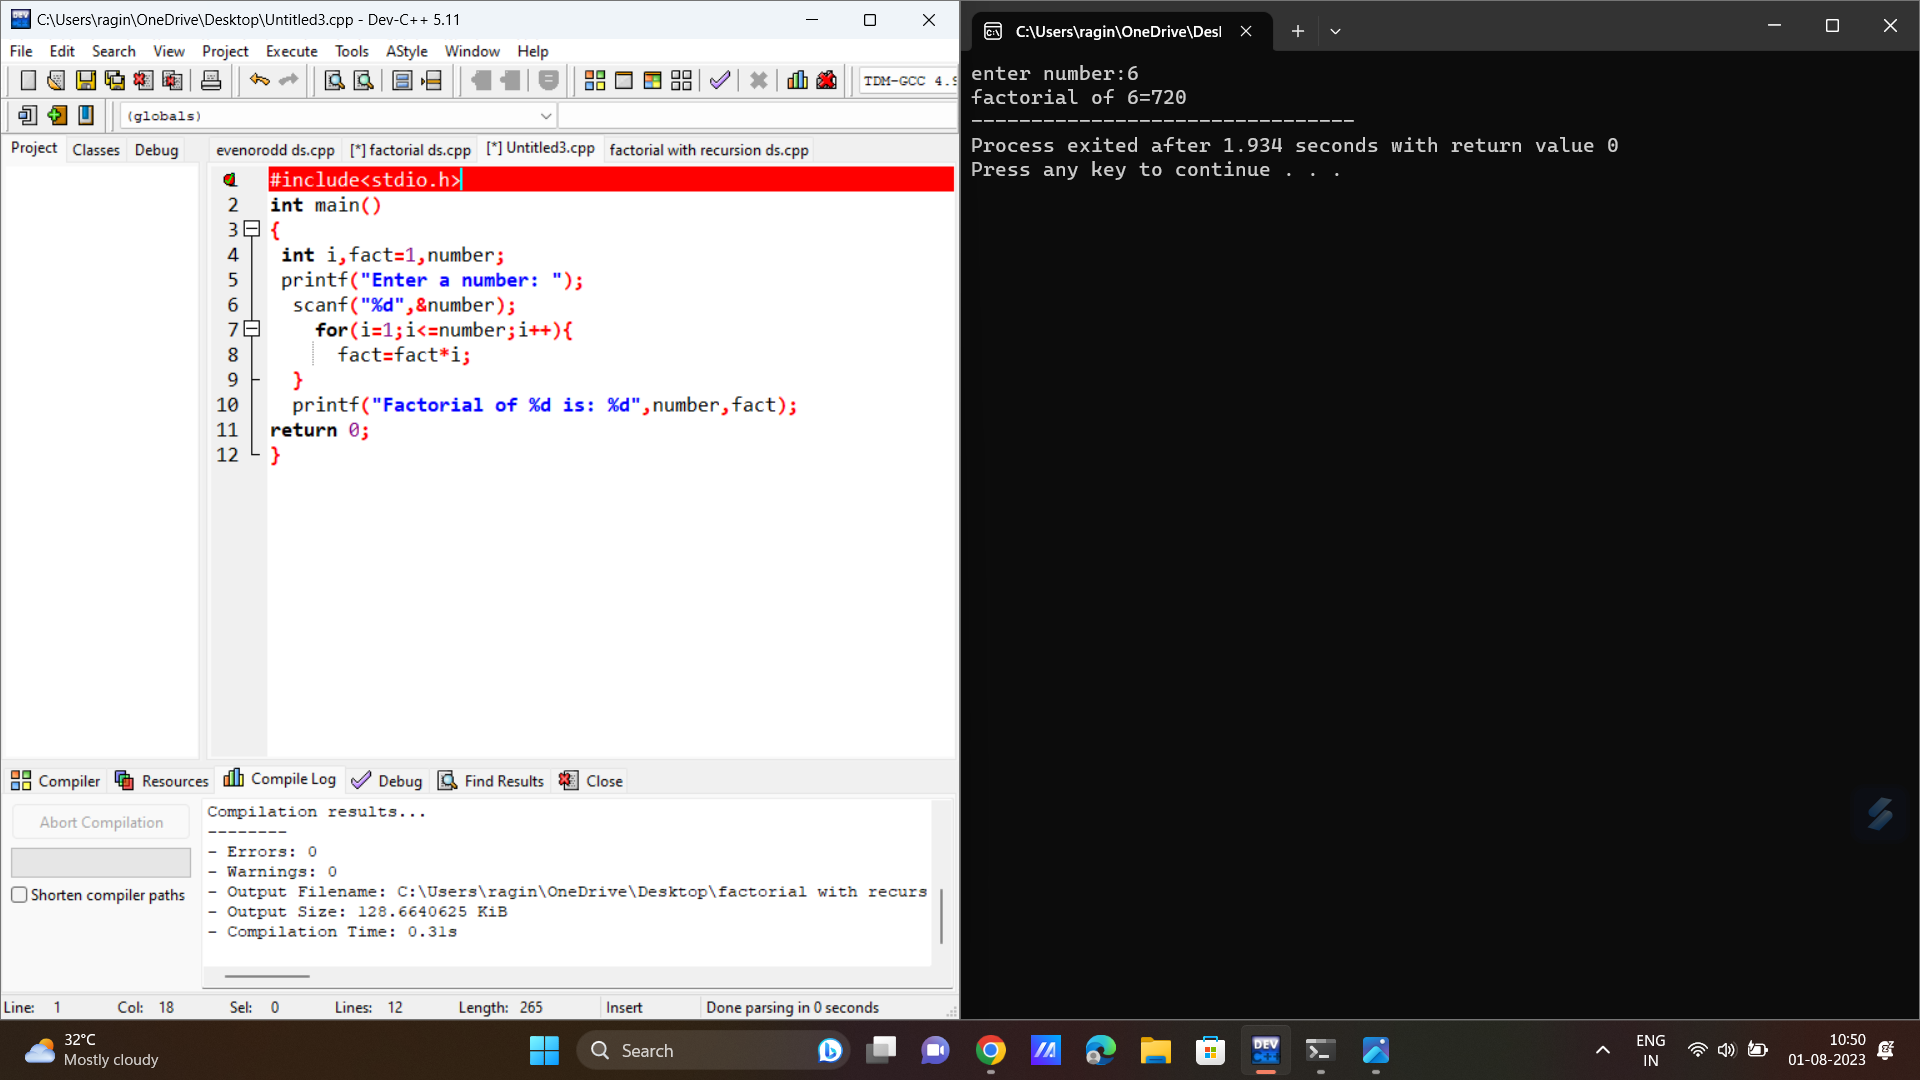 C:\Users\ragin\OneDrive\Desktop\Untitled3.cpp - Dev-C++ 5.11
File Edit Search View Project Execute Tools AStyle Window Help
TDM-GCC 4.9
(globals)
Project Classes Debug
evenorodd ds.cpp [*] factorial ds.cpp [*] Untitled3.cpp factorial with recursion ds.cpp
#include<stdio.h>
2 int main()
3 {
4 int i,fact=1,number;
5 printf("Enter a number: ");
6 scanf("%d",&number);
7 for(i=1;i<=number;i++){
8 fact=fact*i;
9 }
10 printf("Factorial of %d is: %d",number,fact);
11 return 0;
12 }
Compiler Resources Compile Log Debug Find Results Close
Abort Compilation
Shorten compiler paths
Compilation results...
--------
- Errors: 0
- Warnings: 0
- Output Filename: C:\Users\ragin\OneDrive\Desktop\factorial with recurs
- Output Size: 128.6640625 KiB
- Compilation Time: 0.31s
Line: 1 Col: 18 Sel: 0 Lines: 12 Length: 265 Insert Done parsing in 0 seconds
C:\Users\ragin\OneDrive\Des
enter number:6
factorial of 6=720
--------------------------------
Process exited after 1.934 seconds with return value 0
Press any key to continue . . .
32°C
Mostly cloudy
Search
DEV
C++
ENG
IN
10:50
01-08-2023